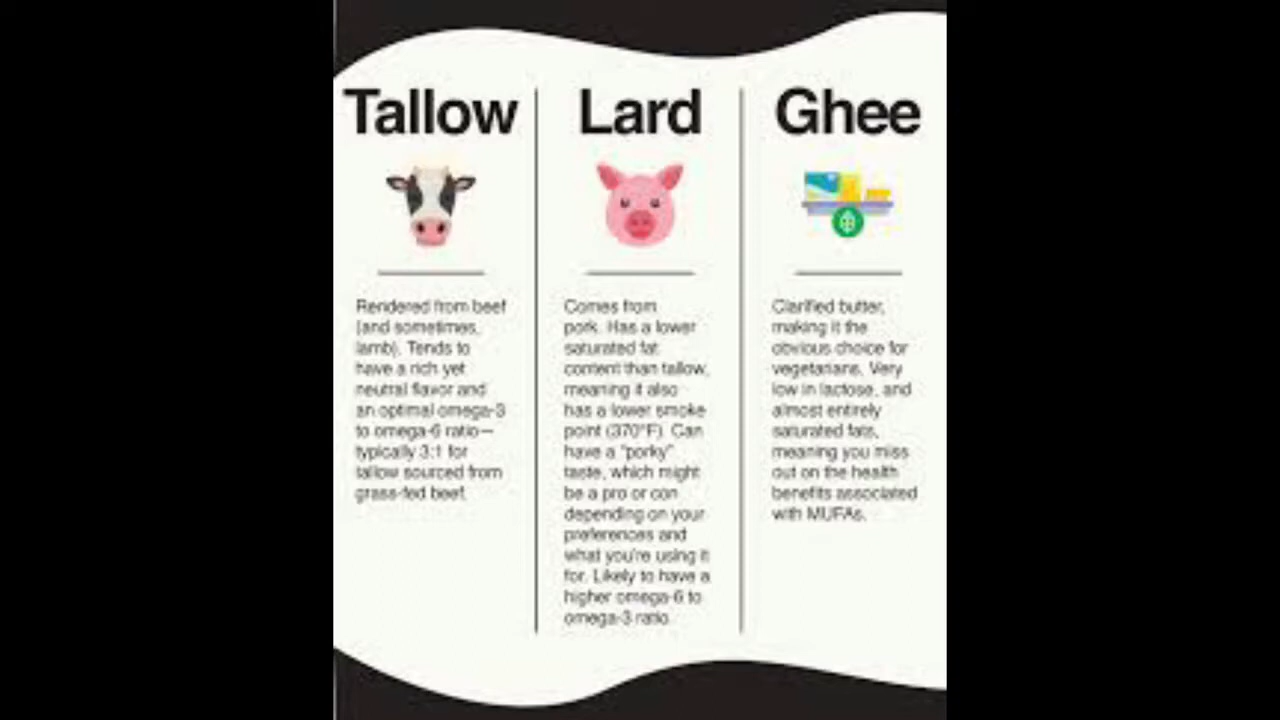 Tallow
Rendered from beef
(and sometimes,
lamb). Tends to
have a rich yet
neutral flavor and
an optimal omega-3
to omega-6 ratio—
typically 3:1 for
tallow sourced from
grass-fed beef.
Lard
Comes from
pork. Has a lower
saturated fat
content than tallow,
meaning it also
has a lower smoke
point (370°F). Can
have a "porky"
taste, which might
be a pro or con
depending on your
preferences and
what you're using it
for. Likely to have a
higher omega-6 to
omega-3 ratio.
Ghee
Clarified butter,
making it the
obvious choice for
vegetarians. Very
low in lactose, and
almost entirely
saturated fats,
meaning you miss
out on the health
benefits associated
with MUFAs.